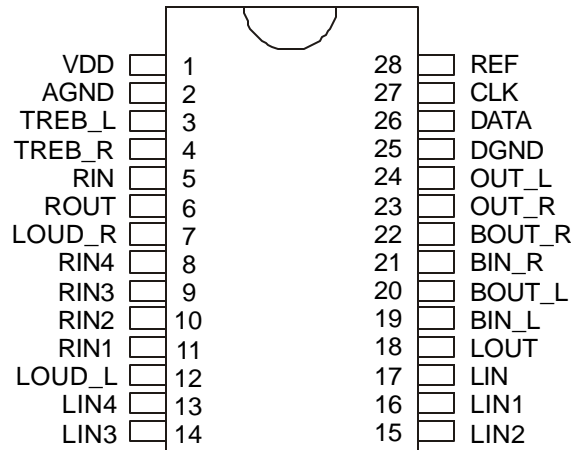 VDD 1 28 REF
AGND 2 27 CLK
TREB_L 3 26 DATA
TREB_R 4 25 DGND
RIN 5 24 OUT_L
ROUT 6 23 OUT_R
LOUD_R 7 22 BOUT_R
RIN4 8 21 BIN_R
RIN3 9 20 BOUT_L
RIN2 10 19 BIN_L
RIN1 11 18 LOUT
LOUD_L 12 17 LIN
LIN4 13 16 LIN1
LIN3 14 15 LIN2